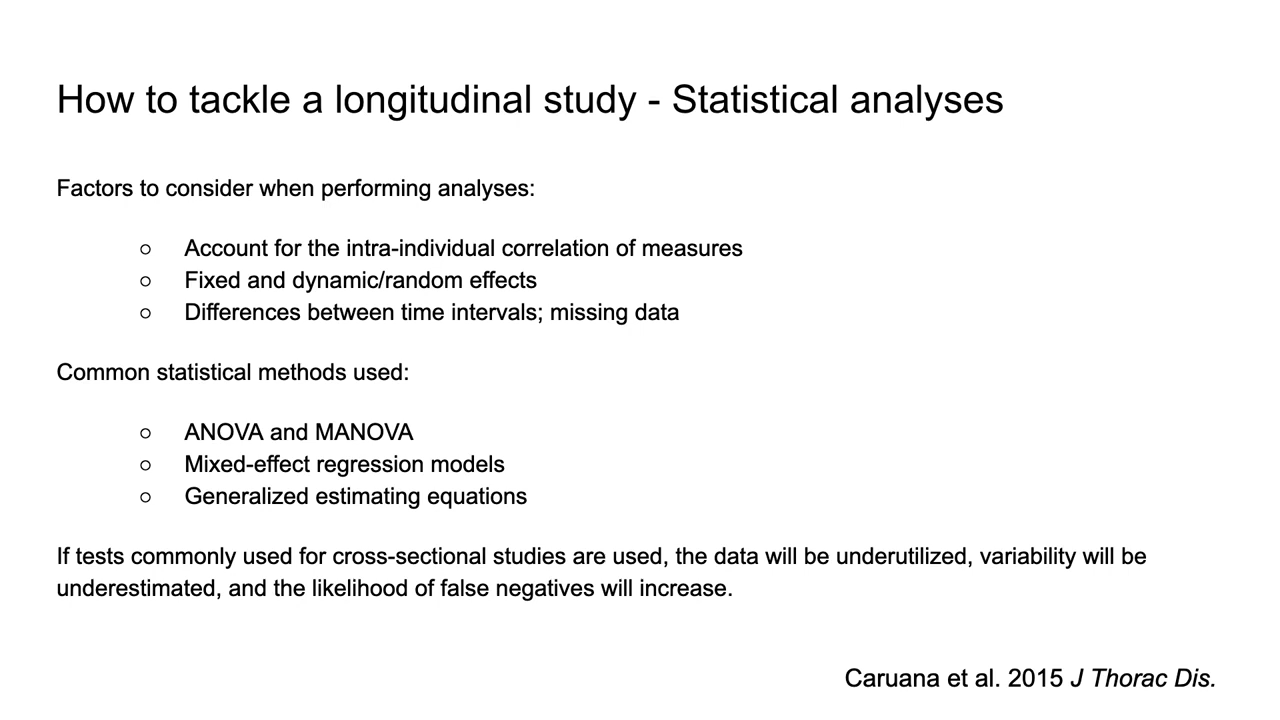 How to tackle a longitudinal study - Statistical analyses
Factors to consider when performing analyses:
○ Account for the intra-individual correlation of measures
○ Fixed and dynamic/random effects
○ Differences between time intervals; missing data
Common statistical methods used:
○ ANOVA and MANOVA
○ Mixed-effect regression models
○ Generalized estimating equations
If tests commonly used for cross-sectional studies are used, the data will be underutilized, variability will be
underestimated, and the likelihood of false negatives will increase.
Caruana et al. 2015 J Thorac Dis.